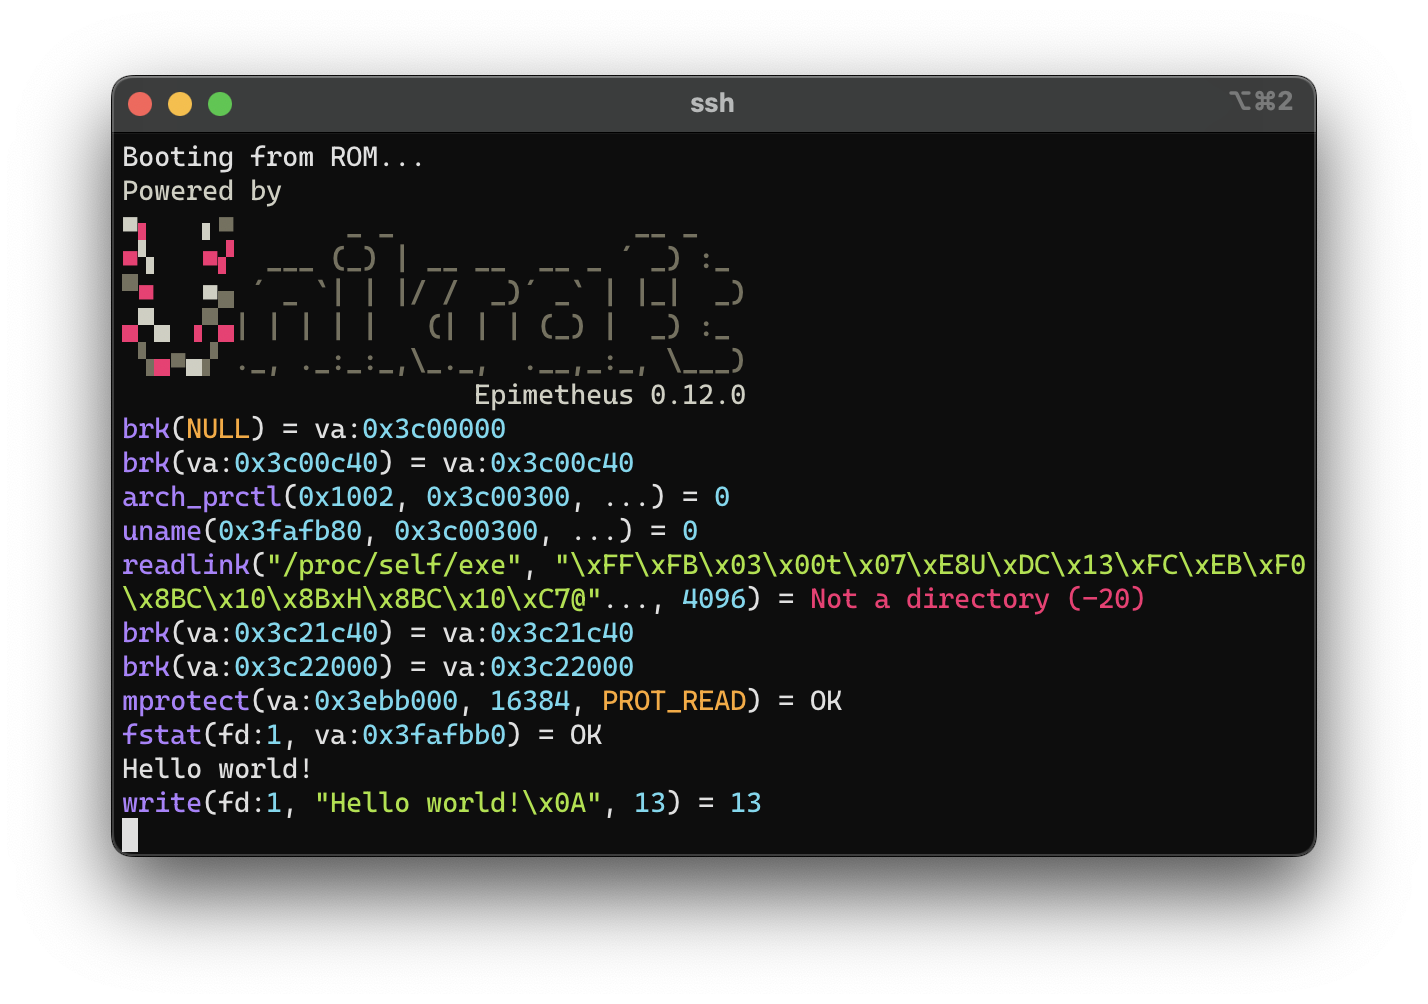 ssh
⌥⌘2
Booting from ROM...
Powered by
Unikraft
Epimetheus 0.12.0
brk(NULL) = va:0x3c00000
brk(va:0x3c00c40) = va:0x3c00c40
arch_prctl(0x1002, 0x3c00300, ...) = 0
uname(0x3fafb80, 0x3c00300, ...) = 0
readlink("/proc/self/exe", "\xFF\xFB\x03\x00t\x07\xE8U\xDC\x13\xFC\xEB\xF0
\x8BC\x10\x8BxH\x8BC\x10\xC7@"..., 4096) = Not a directory (-20)
brk(va:0x3c21c40) = va:0x3c21c40
brk(va:0x3c22000) = va:0x3c22000
mprotect(va:0x3ebb000, 16384, PROT_READ) = OK
fstat(fd:1, va:0x3fafbb0) = OK
Hello world!
write(fd:1, "Hello world!\x0A", 13) = 13